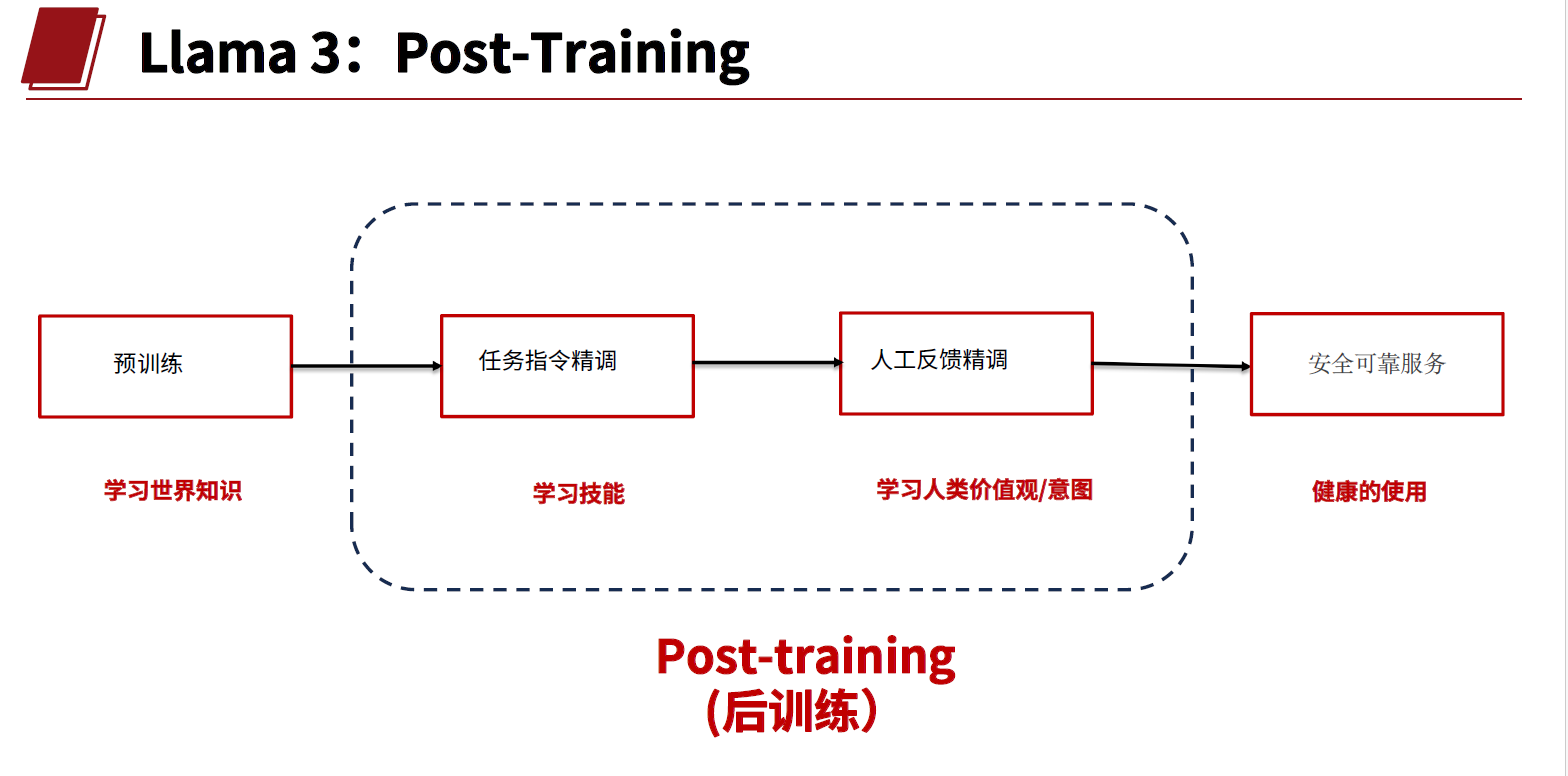 Llama 3：Post-Training
预训练
任务指令精调
人工反馈精调
安全可靠服务
学习世界知识
学习技能
学习人类价值观/意图
健康的使用
Post-training
(后训练）